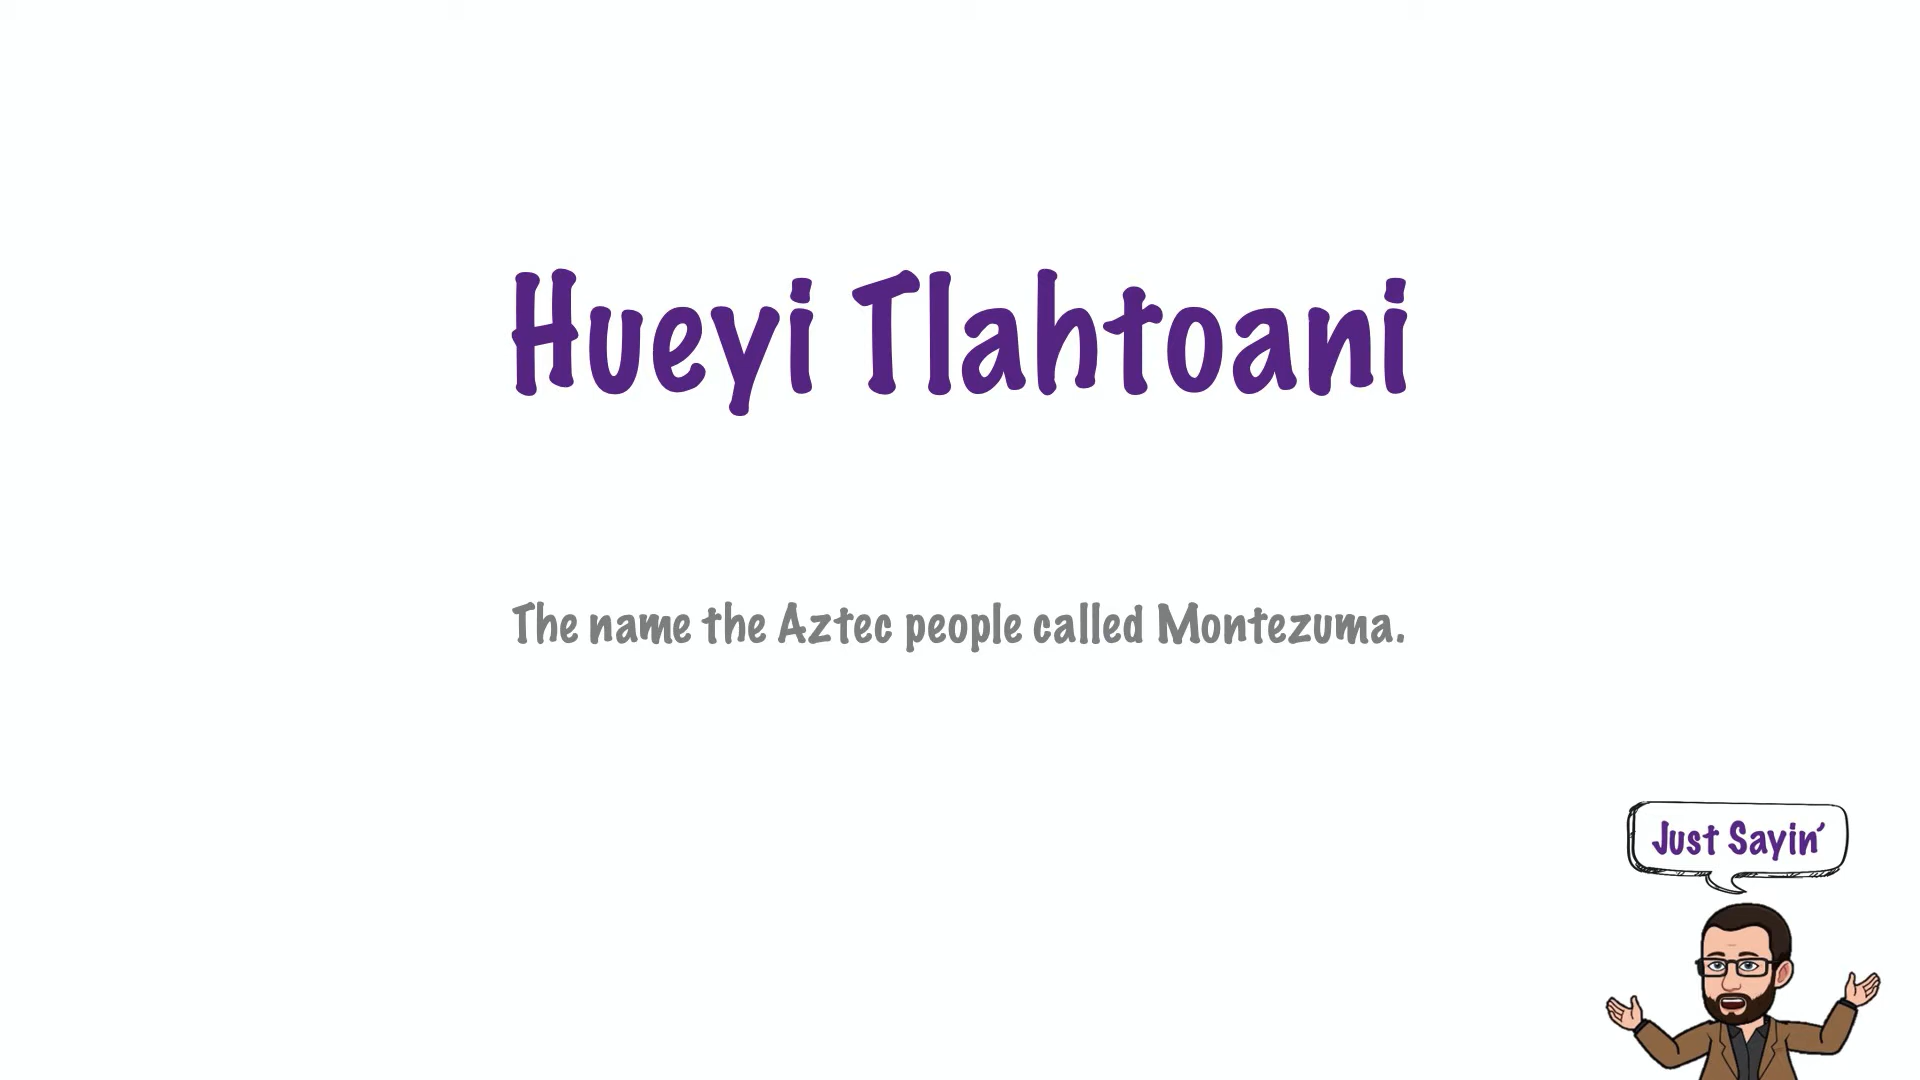 Hueyi Tlahtoani
The name the Aztec people called Montezuma.
Just Sayin'